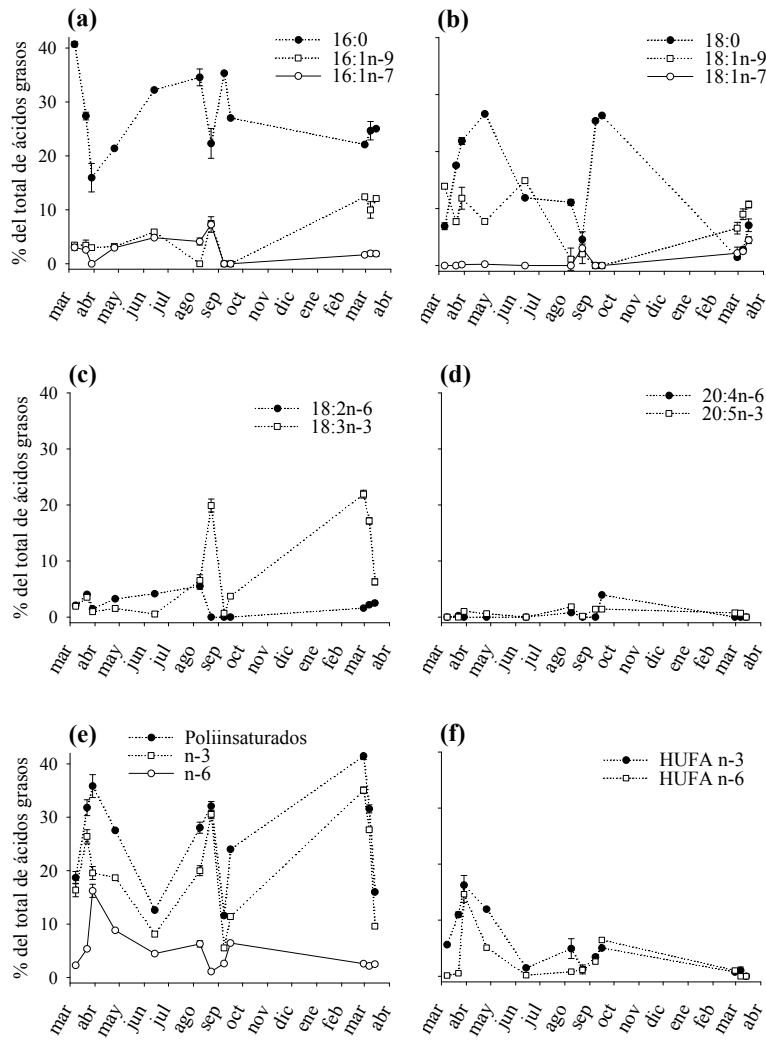 (a)
16:0
16:1n-9
16:1n-7
40
30
20
10
0
% del total de ácidos grasos
mar abr may jun jul ago sep oct nov dic ene feb mar abr
(b)
18:0
18:1n-9
18:1n-7
mar abr may jun jul ago sep oct nov dic ene feb mar abr
(c)
18:2n-6
18:3n-3
40
30
20
10
0
% del total de ácidos grasos
mar abr may jun jul ago sep oct nov dic ene feb mar abr
(d)
20:4n-6
20:5n-3
mar abr may jun jul ago sep oct nov dic ene feb mar abr
(e)
Poliinsaturados
n-3
n-6
40
30
20
10
0
% del total de ácidos grasos
mar abr may jun jul ago sep oct nov dic ene feb mar abr
(f)
HUFA n-3
HUFA n-6
mar abr may jun jul ago sep oct nov dic ene feb mar abr